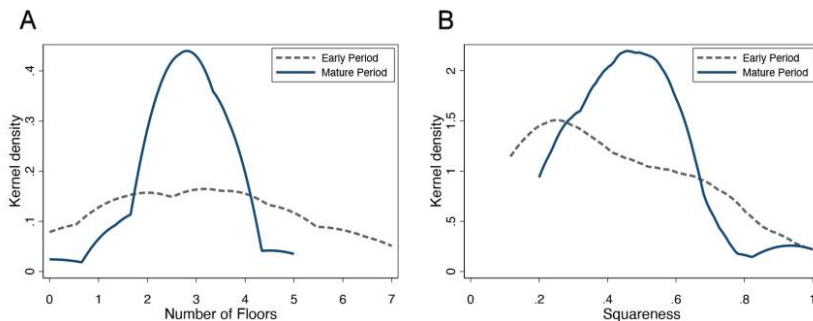 A
Kernel density
0
.1
.2
.3
.4
Early Period
Mature Period
0 1 2 3 4 5 6 7
Number of Floors
B
Kernel density
0
.5
1
1.5
2
Early Period
Mature Period
0 .2 .4 .6 .8 1
Squareness